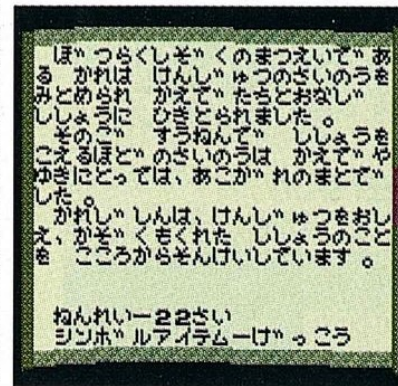 ぼつらくしぞくのまつえいであ
る かれは けんじゅつのさいのうを
みとめられ かえでたちとおなじ
ししょうに ひきとられました。
そのご すうねんで ししょうを
こえるほどのさいのうは かえでや
ゆきにとっては、あこがれのまとで
した。
かれじしんは、けんじゅつをおし
え、かぞくもくれた ししょうのこと
を こころからそんけいしています。
ねんれいー22さい
シンボルアイテムーげっこう